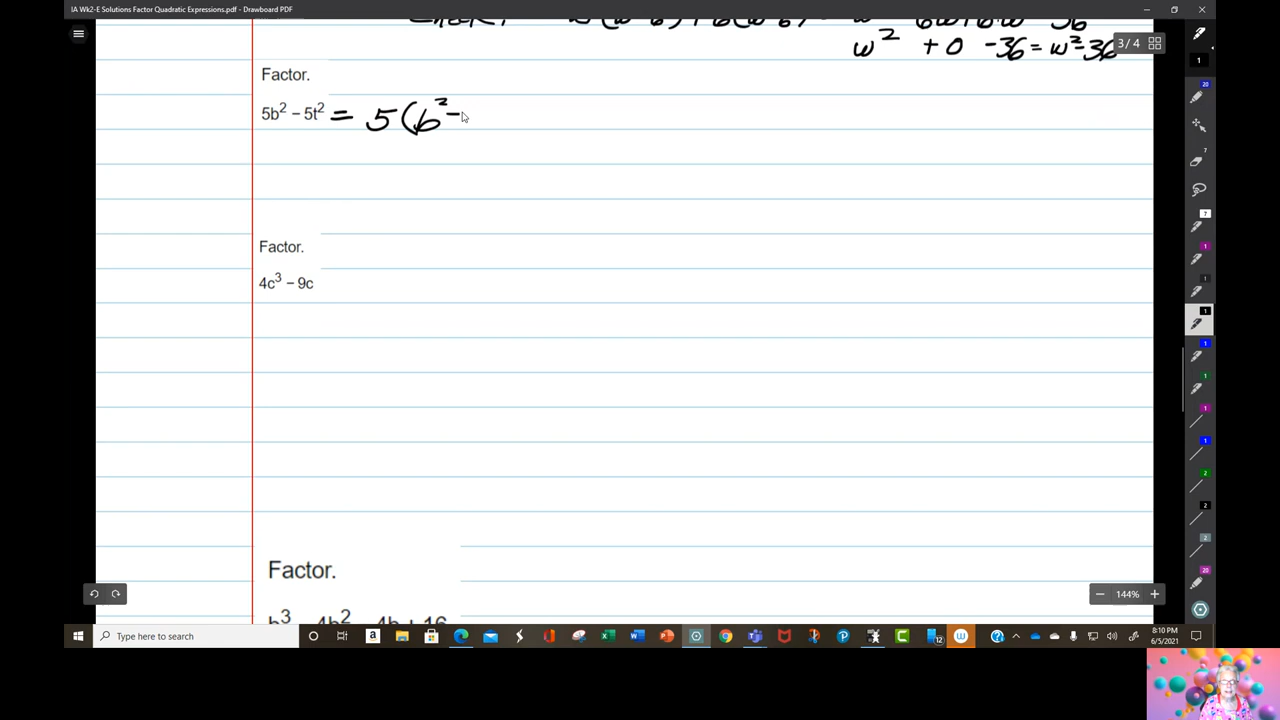 IA Wk2-E Solutions Factor Quadratic Expressions.pdf - Drawboard PDF
w² + 0 - 36 = w² - 36
3 / 4
Factor.
5b² − 5t² = 5 (b² -
Factor.
4c³ − 9c
Factor.
144%
Type here to search
8:10 PM
6/5/2021